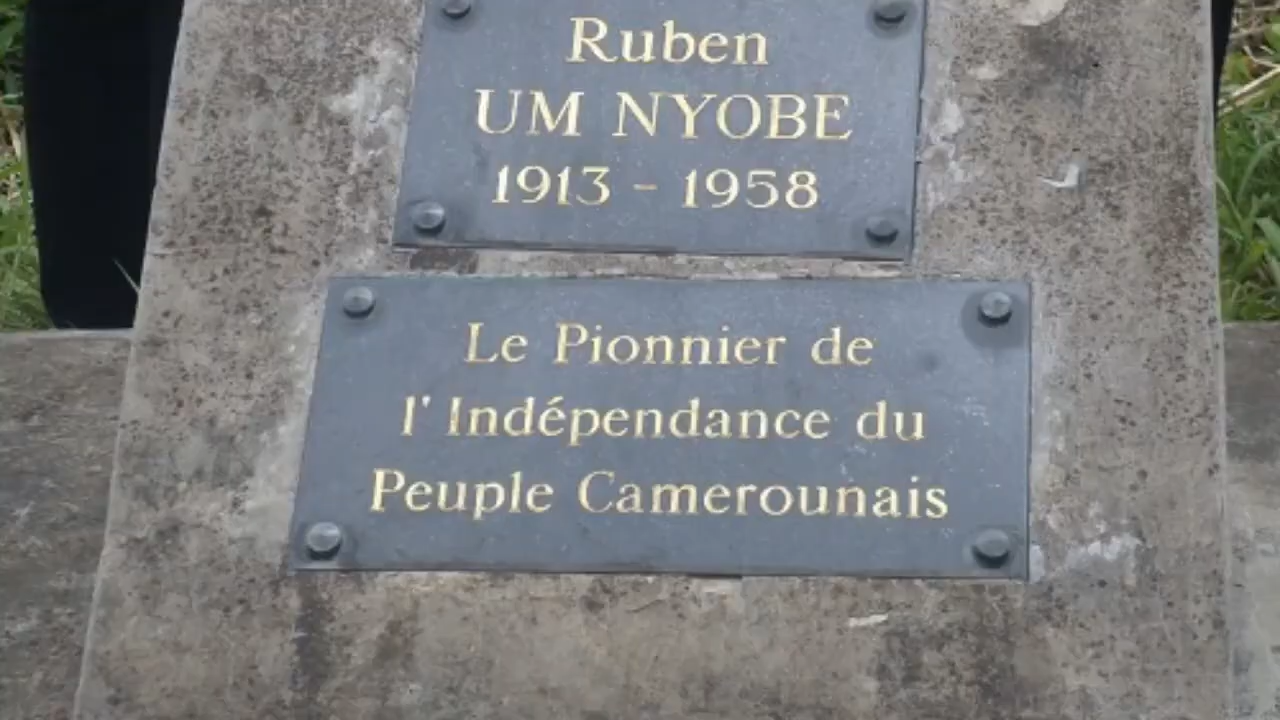 Ruben
UM NYOBE
1913 - 1958
Le Pionnier de
l'Indépendance du
Peuple Camerounais